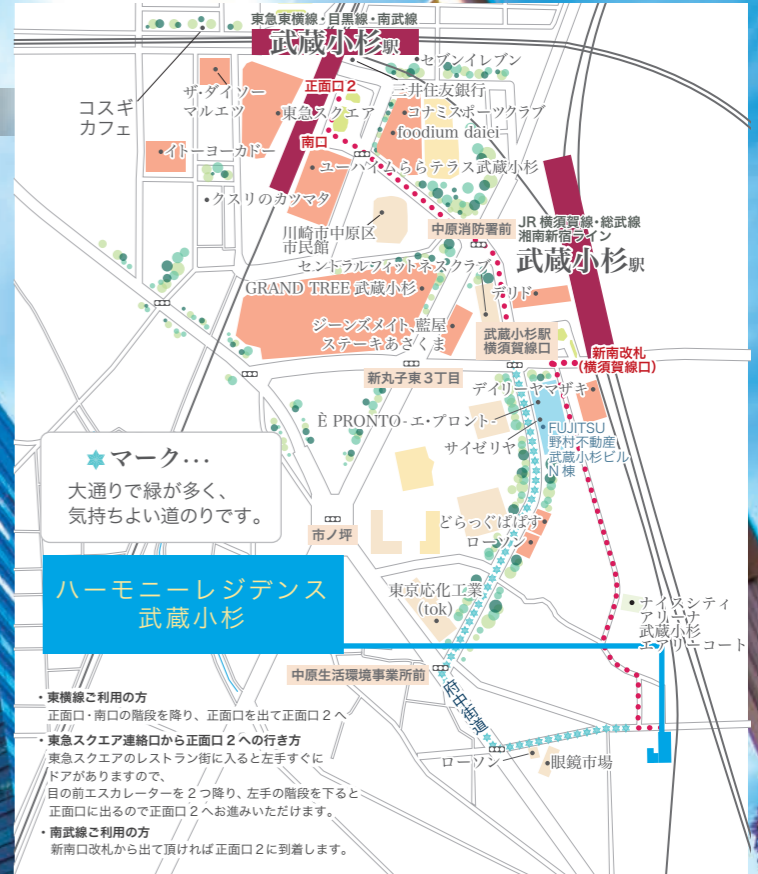 東急東横線・目黒線・南武線
武蔵小杉駅
セブンイレブン
ザ・ダイソー
マルエツ
正面口2
三井住友銀行
コスギ
カフェ
東急スクエア
コナミスポーツクラブ
foodium daiei
南口
イトーヨーカドー
ユーハイムららテラス武蔵小杉
クスリのカツマタ
川崎市中原区
市民館
中原消防署前
JR 横須賀線・総武線
湘南新宿ライン
武蔵小杉駅
セントラルフィットネスクラブ
GRAND TREE 武蔵小杉
デリド
ジーンズメイト、藍屋
ステーキあさくま
武蔵小杉駅
横須賀線口
新南改札
(横須賀線口)
新丸子東3丁目
デイリーヤマザキ
È PRONTO-エ・プロント-
サイゼリヤ
FUJITSU
野村不動産
武蔵小杉ビル
N 棟
マーク…
大通りで緑が多く、
気持ちよい道のりです。
どらっぐぱぱす
ローソン
市ノ坪
ハーモニーレジデンス
武蔵小杉
東京応化工業
(tok)
ナイスシティ
アリーナ
武蔵小杉
エアリーコート
中原生活環境事業所前
府中街道
ローソン
眼鏡市場
・東横線ご利用の方
正面口・南口の階段を降り、正面口を出て正面口2へ
・東急スクエア連絡口から正面口2への行き方
東急スクエアのレストラン街に入ると左手すぐに
ドアがありますので、
目の前エスカレーターを2つ降り、左手の階段を下ると
正面口に出るので正面口2へお進みいただけます。
・南武線ご利用の方
新南口改札から出て頂ければ正面口2に到着します。